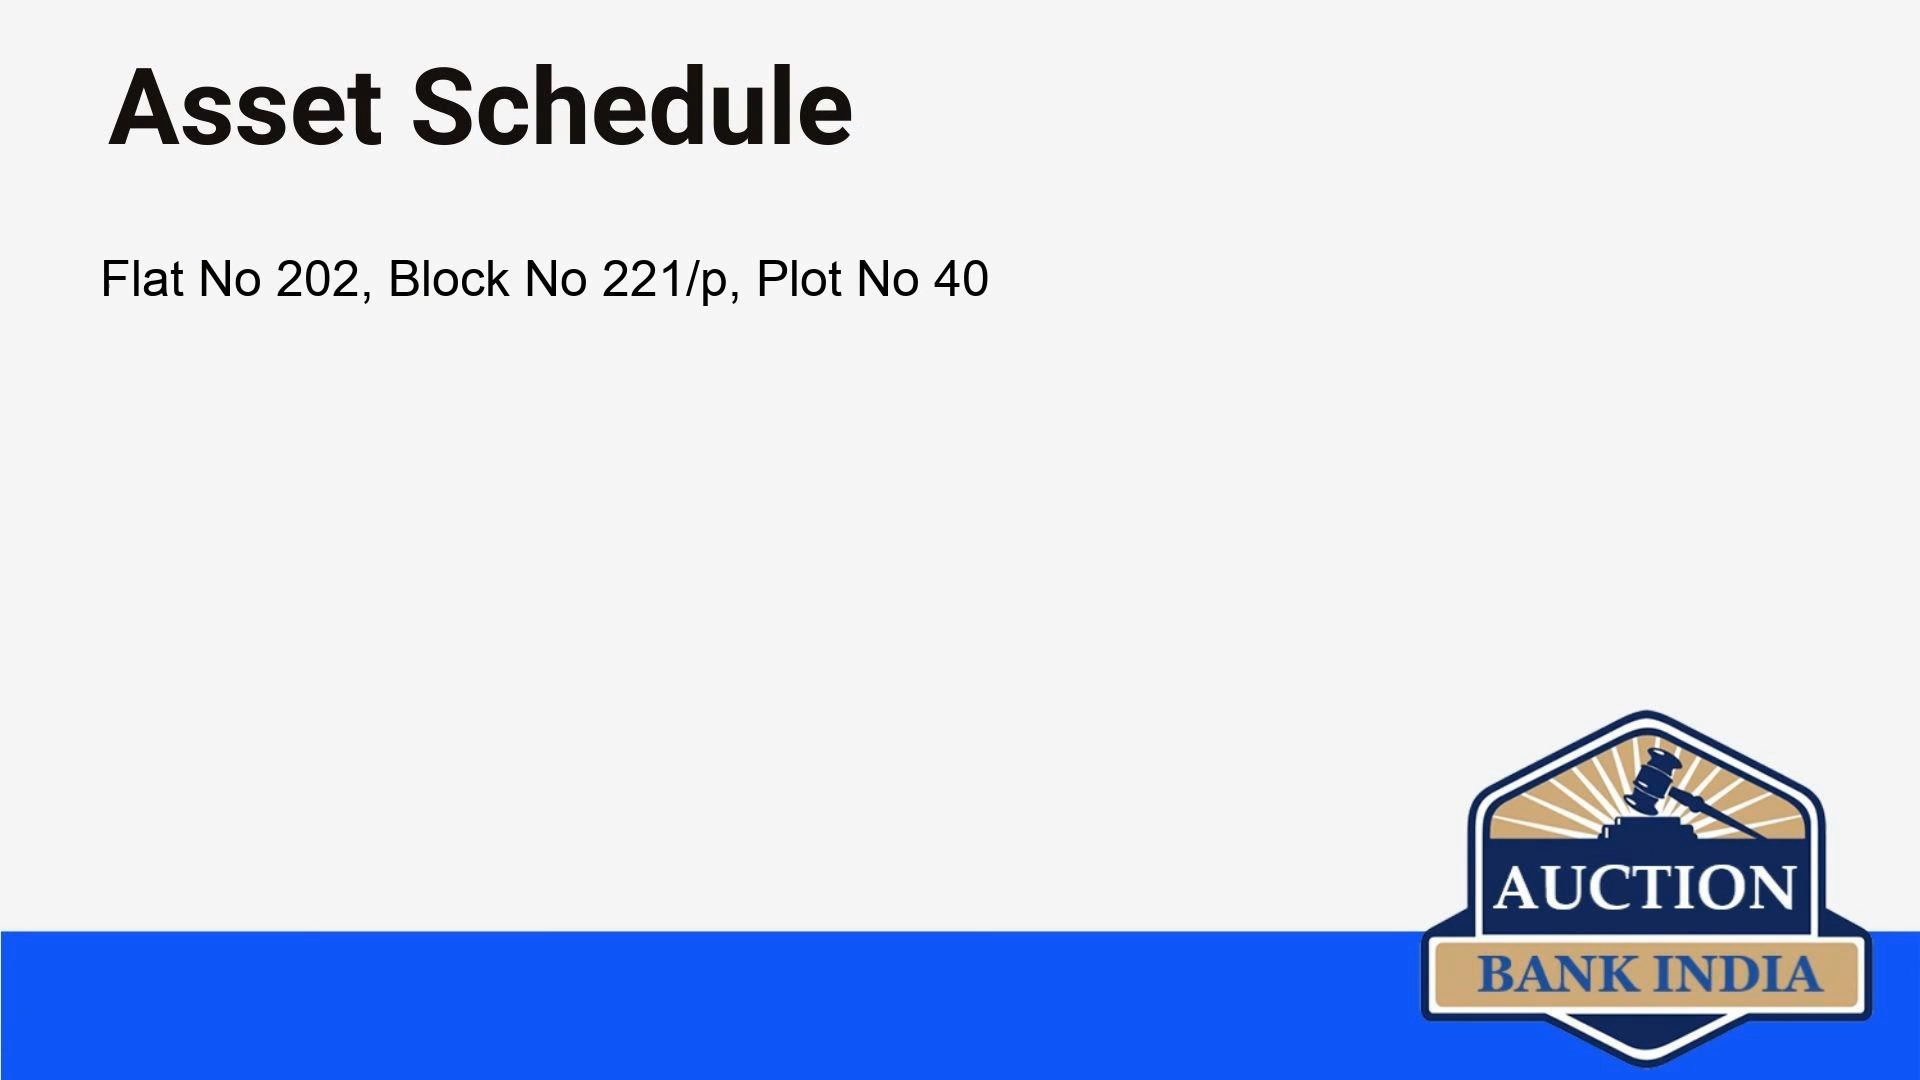 Asset Schedule
Flat No 202, Block No 221/p, Plot No 40
AUCTION
BANK INDIA